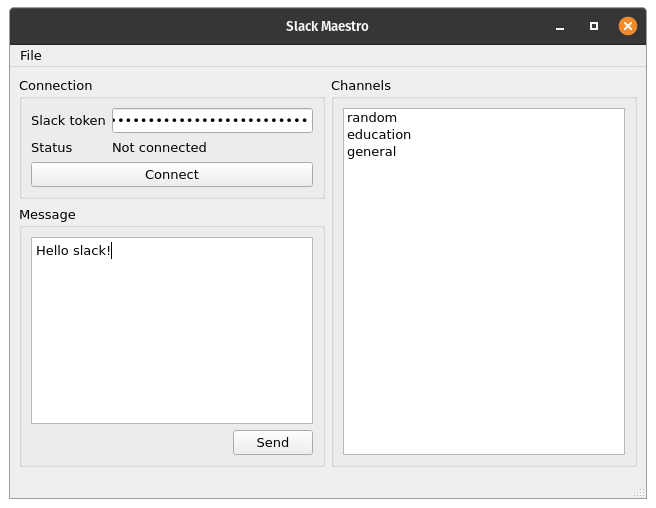 Slack Maestro
File
Connection
Slack token ••••••••••••••••••••••••••
Status Not connected
Connect
Message
Hello slack!
Send
Channels
random
education
general